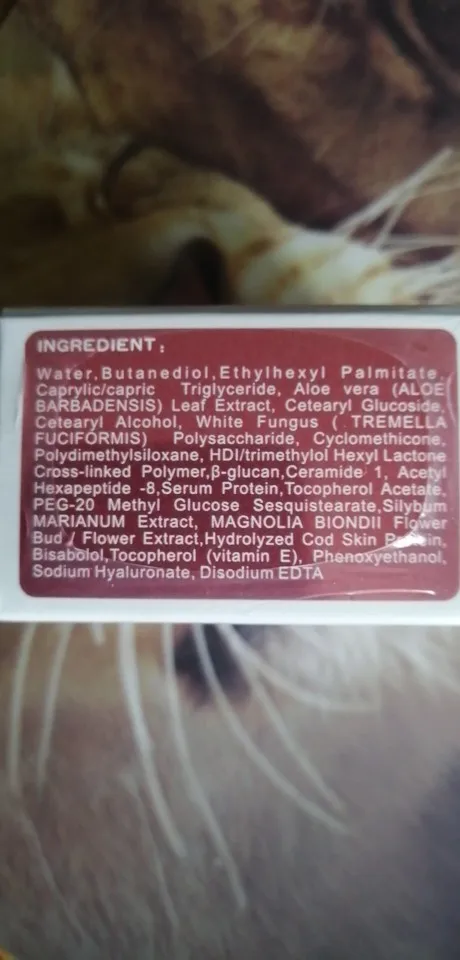 INGREDIENT:
Water,Butanediol,Ethylhexyl Palmitate,
Caprylic/capric Triglyceride, Aloe vera (ALOE
BARBADENSIS) Leaf Extract, Cetearyl Glucoside,
Cetearyl Alcohol, White Fungus ( TREMELLA
FUCIFORMIS) Polysaccharide, Cyclomethicone,
Polydimethylsiloxane, HDI/trimethylol Hexyl Lactone
Cross-linked Polymer,β-glucan,Ceramide 1, Acetyl
Hexapeptide -8,Serum Protein,Tocopherol Acetate,
PEG-20 Methyl Glucose Sesquistearate,Silybum
MARIANUM Extract, MAGNOLIA BIONDII Flower
Bud / Flower Extract,Hydrolyzed Cod Skin Protein,
Bisabolol,Tocopherol (vitamin E), Phenoxyethanol,
Sodium Hyaluronate, Disodium EDTA